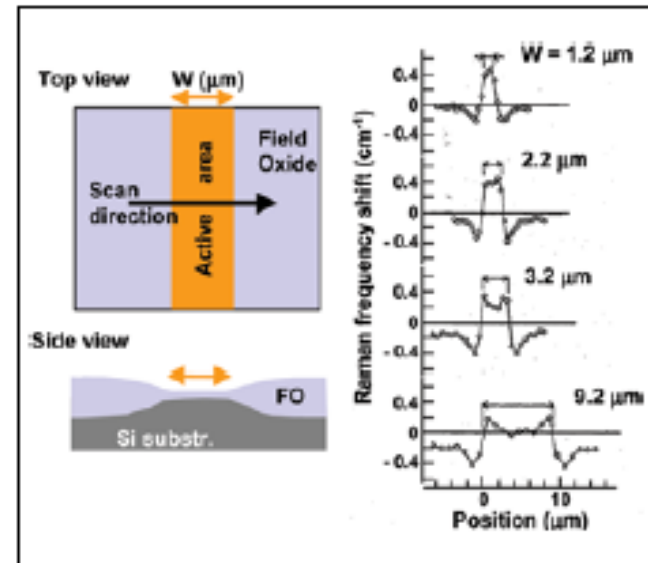 Top view
W (μm)
Field
Oxide
Scan
direction
Active area
Side view
FO
Si substr.
Raman frequency shift (cm⁻¹)
W = 1.2 μm
0.4
0
- 0.4
2.2 μm
0.4
0
- 0.4
3.2 μm
0.4
0
- 0.4
9.2 μm
0.4
0
- 0.4
0
10
Position (μm)